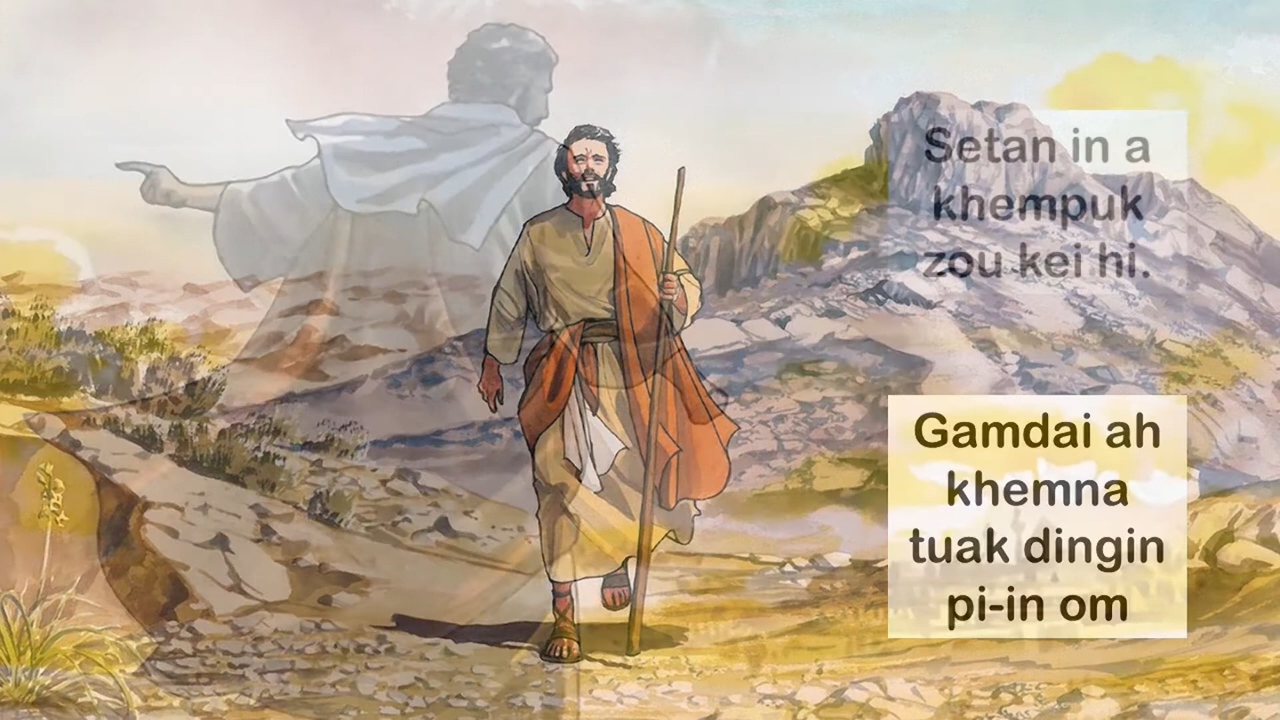 Setan in a
khempuk
zou kei hi.
Gamdai ah
khemna
tuak dingin
pi-in om